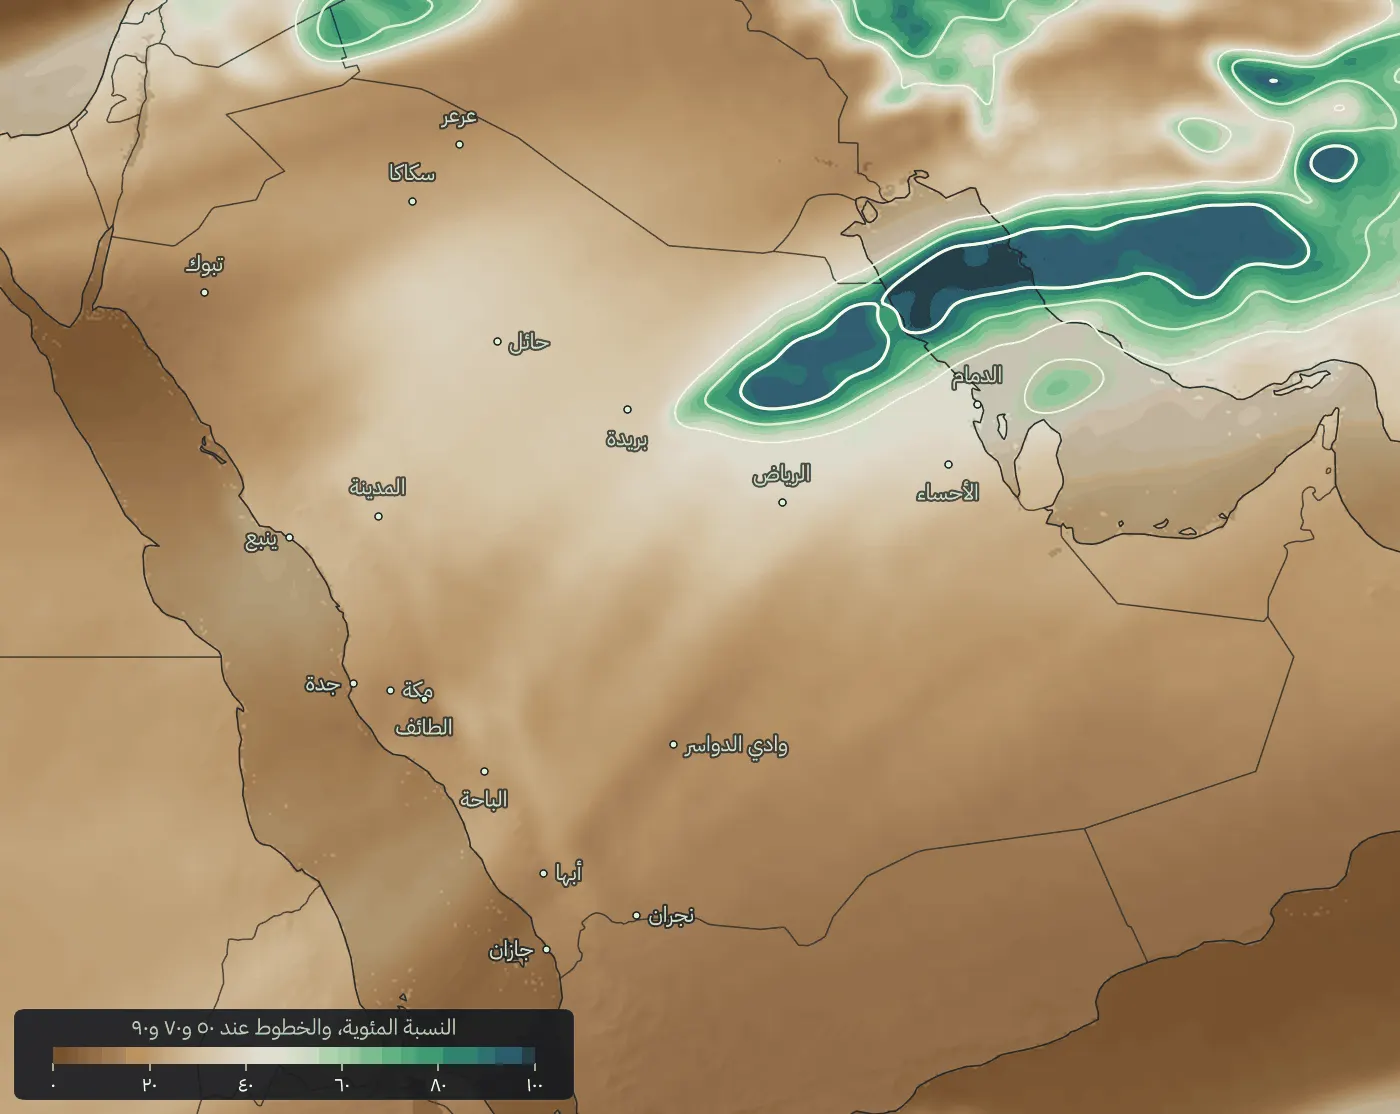 عرعر
سكاكا
تبوك
حائل
الدمام
بريدة
الرياض
الأحساء
المدينة
ينبع
جدة
مكة
الطائف
وادي الدواسر
الباحة
أبها
نجران
جازان
النسبة المئوية، والخطوط عند ٥٠ و٧٠ و٩٠
٠ ٢٠ ٤٠ ٦٠ ٨٠ ١٠٠